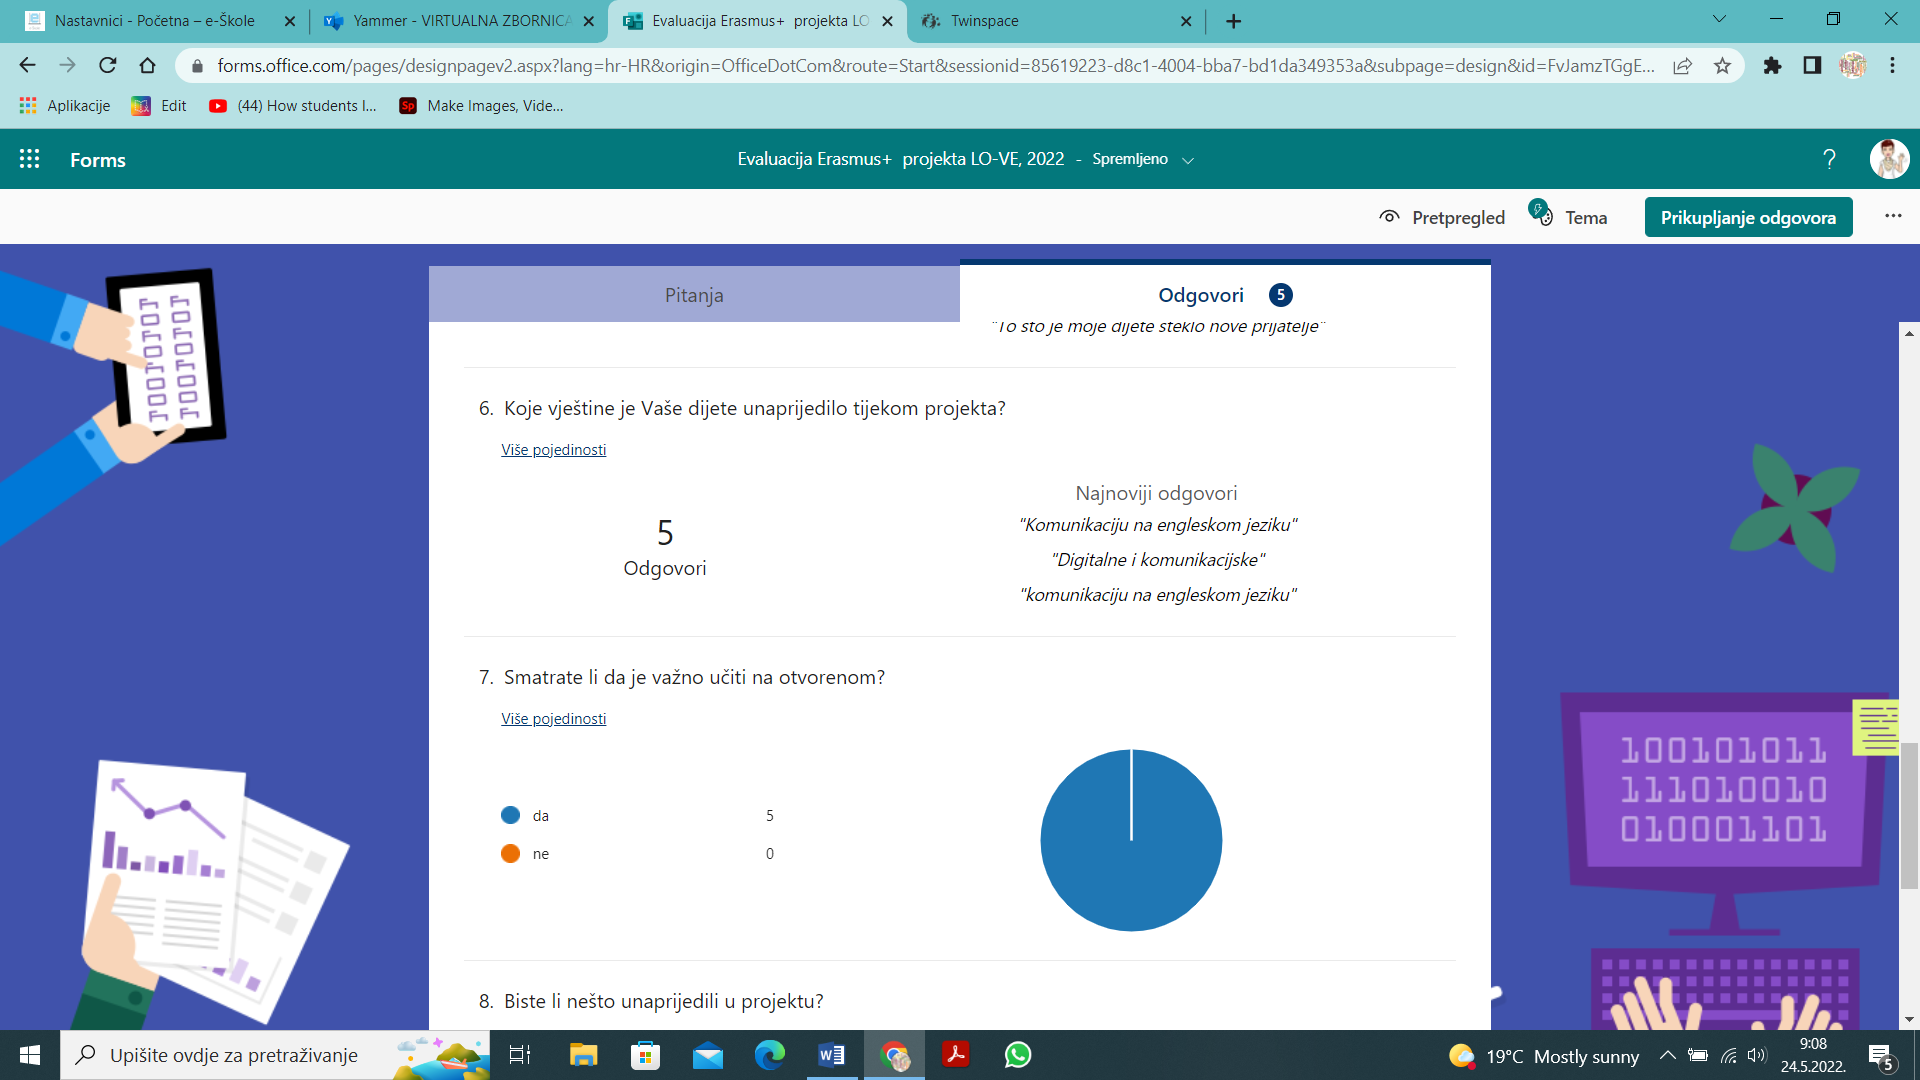 Nastavnici - Početna – e-Škole
Yammer - VIRTUALNA ZBORNICA
Evaluacija Erasmus+ projekta LO
Twinspace
forms.office.com/pages/designpagev2.aspx?lang=hr-HR&origin=OfficeDotCom&route=Start&sessionid=85619223-d8c1-4004-bba7-bd1da349353a&subpage=design&id=FvJamzTGgE...
Aplikacije
Edit
(44) How students l...
Sp
Make Images, Vide...
Forms
Evaluacija Erasmus+ projekta LO-VE, 2022 - Spremljeno
?
Pretpregled
Tema
Prikupljanje odgovora
Pitanja
Odgovori 5
"To što je moje dijete steklo nove prijatelje"
6. Koje vještine je Vaše dijete unaprijedilo tijekom projekta?
Više pojedinosti
5
Odgovori
Najnoviji odgovori
"Komunikaciju na engleskom jeziku"
"Digitalne i komunikacijske"
"komunikaciju na engleskom jeziku"
7. Smatrate li da je važno učiti na otvorenom?
Više pojedinosti
da 5
ne 0
8. Biste li nešto unaprijedili u projektu?
100101011
111010010
010001101
Upišite ovdje za pretraživanje
19°C Mostly sunny
9:08
24.5.2022.
5